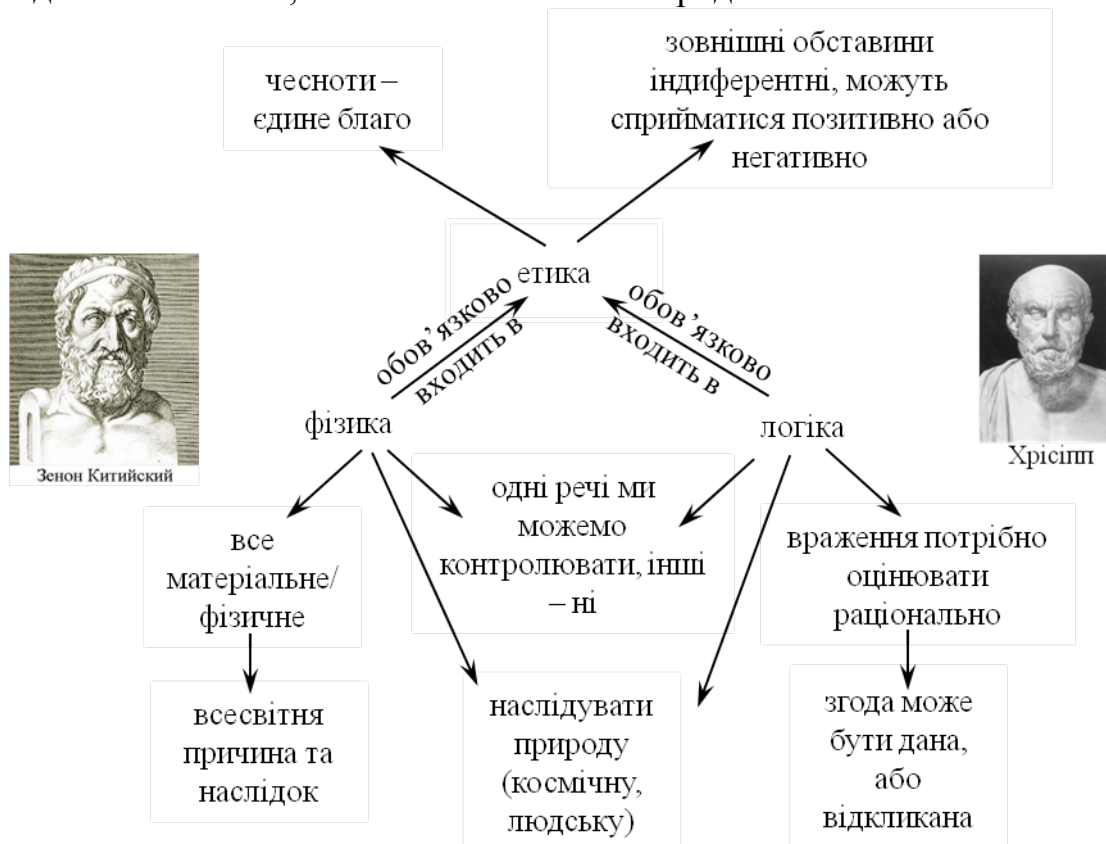 чесноти –
єдине благо
зовнішні обставини
індиферентні, можуть
сприйматися позитивно або
негативно
етика
обов’язково
входить в
обов’язково
входить в
фізика
логіка
Зенон Китийский
Хрісіпп
все
матеріальне/
фізичне
одні речі ми
можемо
контролювати, інші
– ні
враження потрібно
оцінювати
раціонально
всесвітня
причина та
наслідок
наслідувати
природу
(космічну,
людську)
згода може
бути дана,
або
відкликана